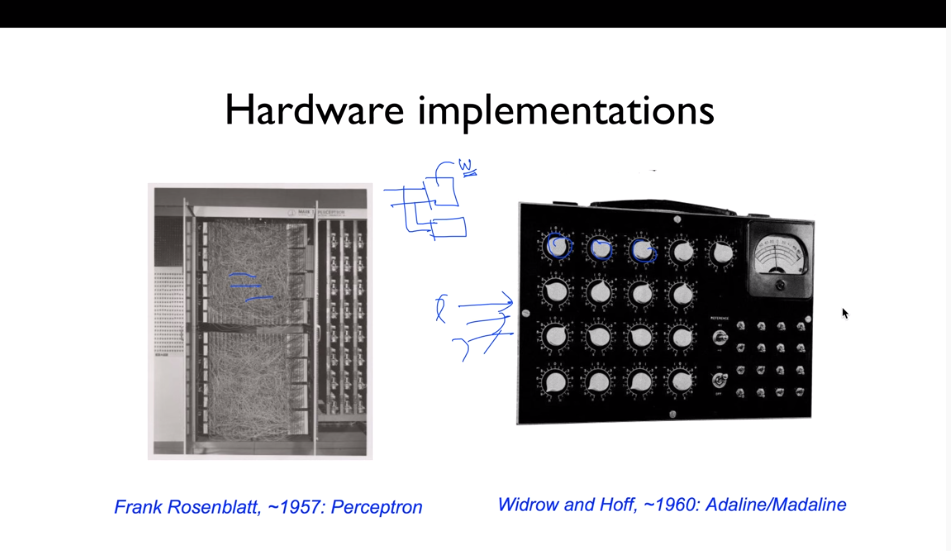 Hardware implementations
w
Frank Rosenblatt, ~1957: Perceptron
Widrow and Hoff, ~1960: Adaline/Madaline